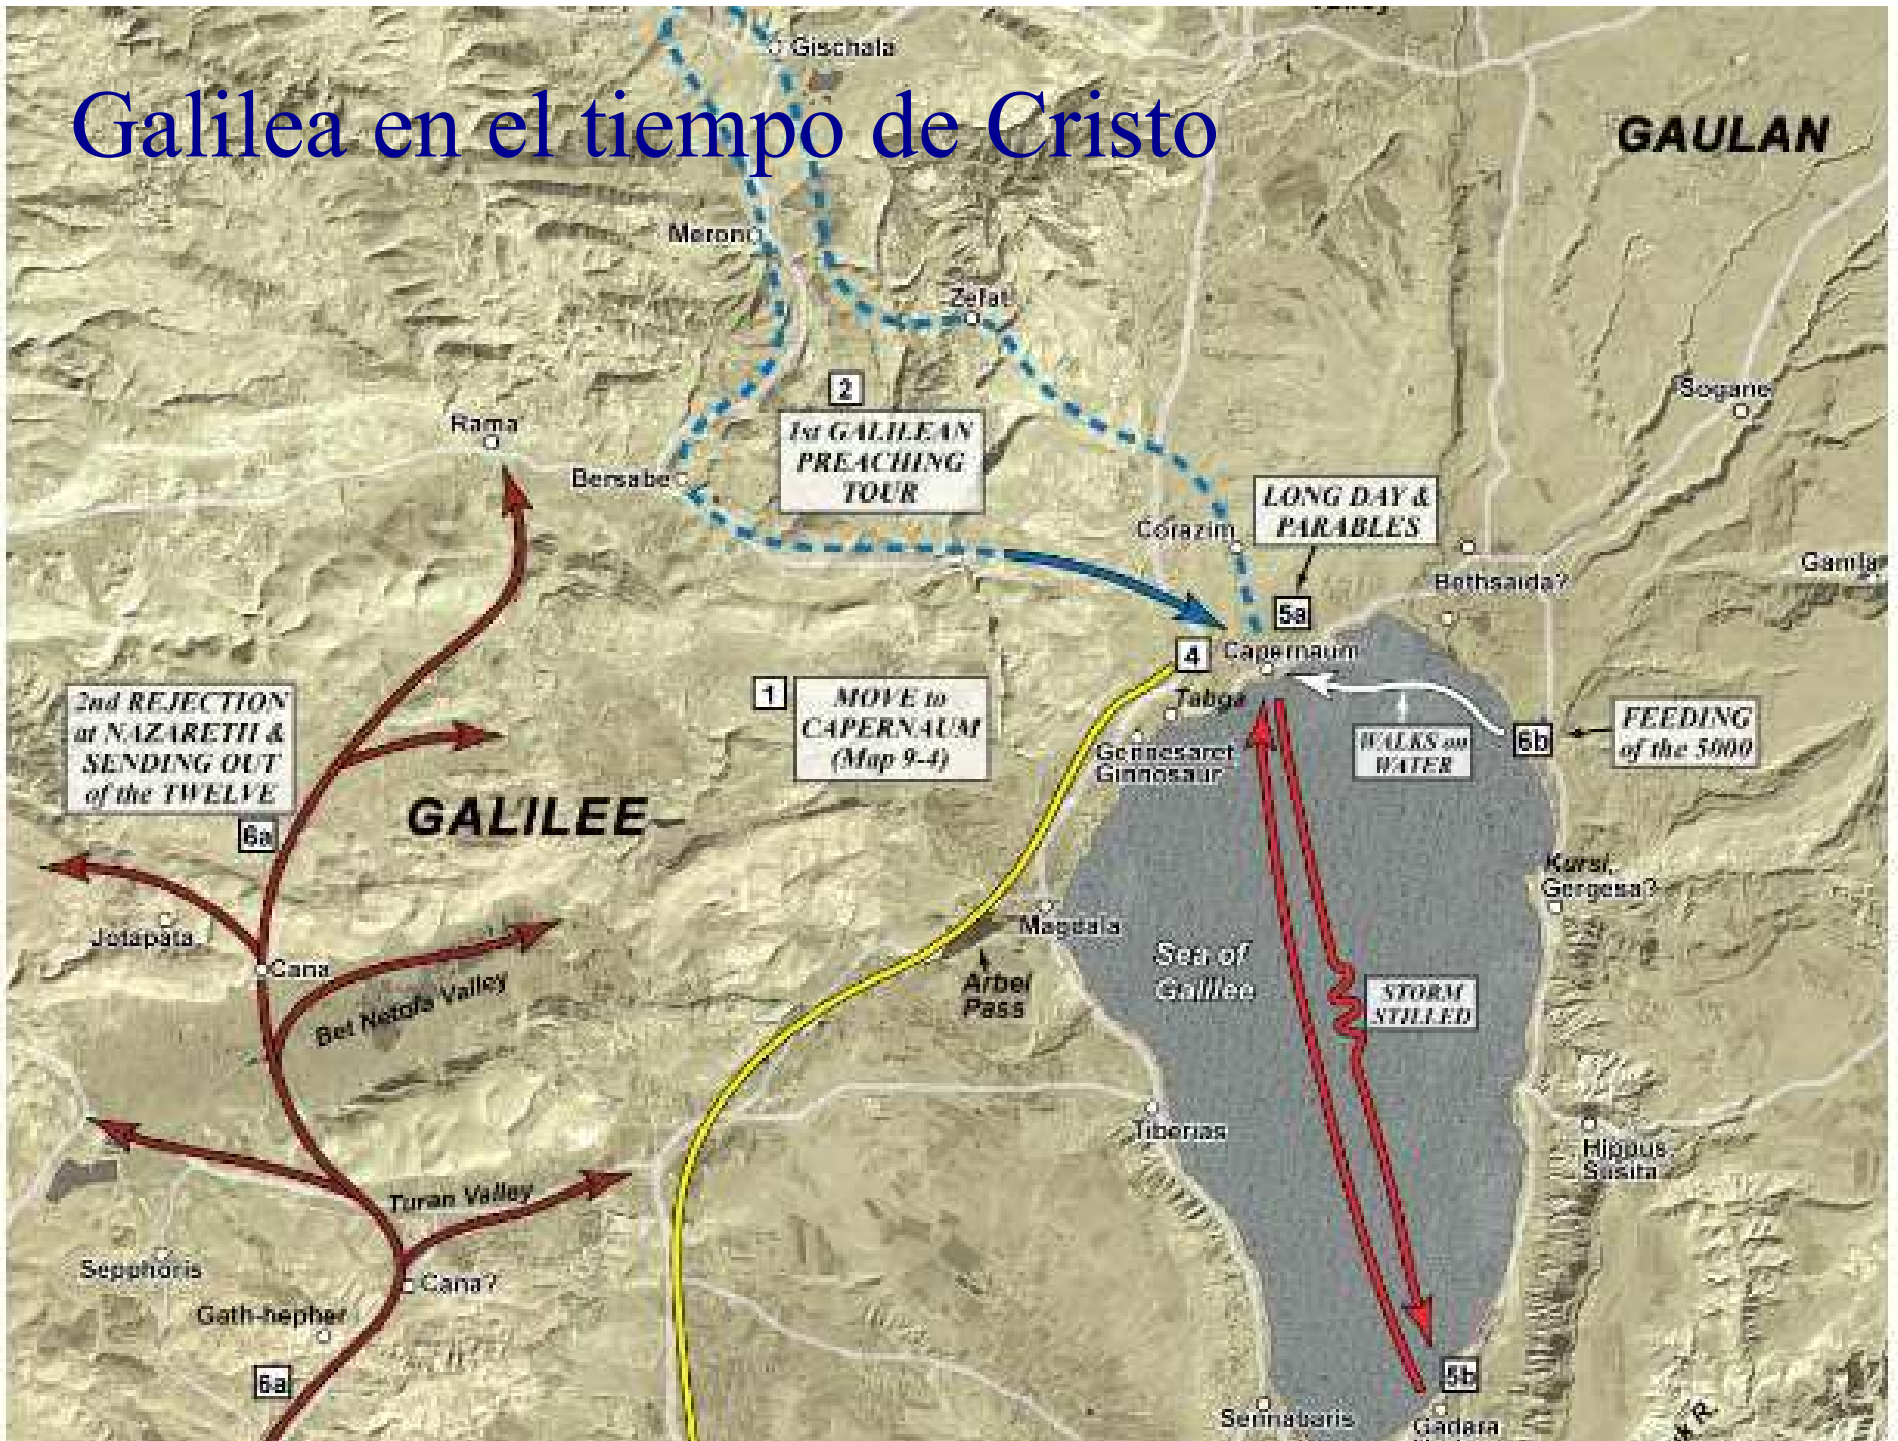 Gischala
Galilea en el tiempo de Cristo
GAULAN
Meron
Zefat
2
1st GALILEAN
PREACHING
TOUR
Sogane
Rama
Bersabe
LONG DAY &
PARABLES
Corazim
Bethsaida?
Gamla
5a
4
Capernaum
Tabga
1
MOVE to
CAPERNAUM
(Map 9-4)
2nd REJECTION
at NAZARETH &
SENDING OUT
of the TWELVE
6a
Gennesaret
Ginnosaur
WALKS on
WATER
6b
FEEDING
of the 5000
GALILEE
Kursi,
Gergesa?
Jotapata
Cana
Magdala
Bet Netofa Valley
Arbel
Pass
Sea of
Galilee
STORM
STILLED
Tiberias
Hippus
Susita
Turan Valley
Sepphoris
Cana?
Gath-hepher
6a
5b
Sennabaris
Gadara
R.